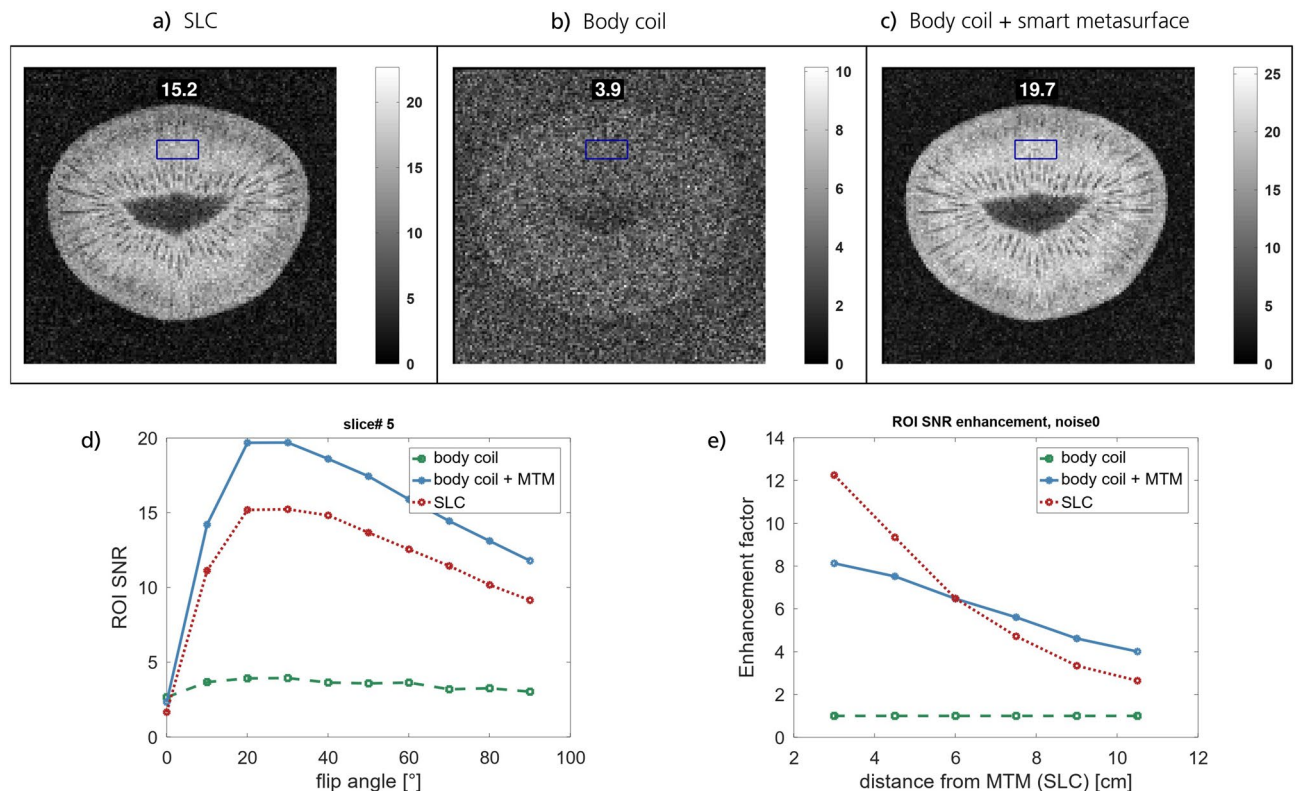 a) SLC
b) Body coil
c) Body coil + smart metasurface
15.2
20
15
10
5
0
3.9
10
8
6
4
2
0
19.7
25
20
15
10
5
0
d)
slice# 5
ROI SNR
20
15
10
5
0
body coil
body coil + MTM
SLC
0 20 40 60 80 100
flip angle [°]
e)
ROI SNR enhancement, noise0
Enhancement factor
14
12
10
8
6
4
2
0
body coil
body coil + MTM
SLC
2 4 6 8 10 12
distance from MTM (SLC) [cm]